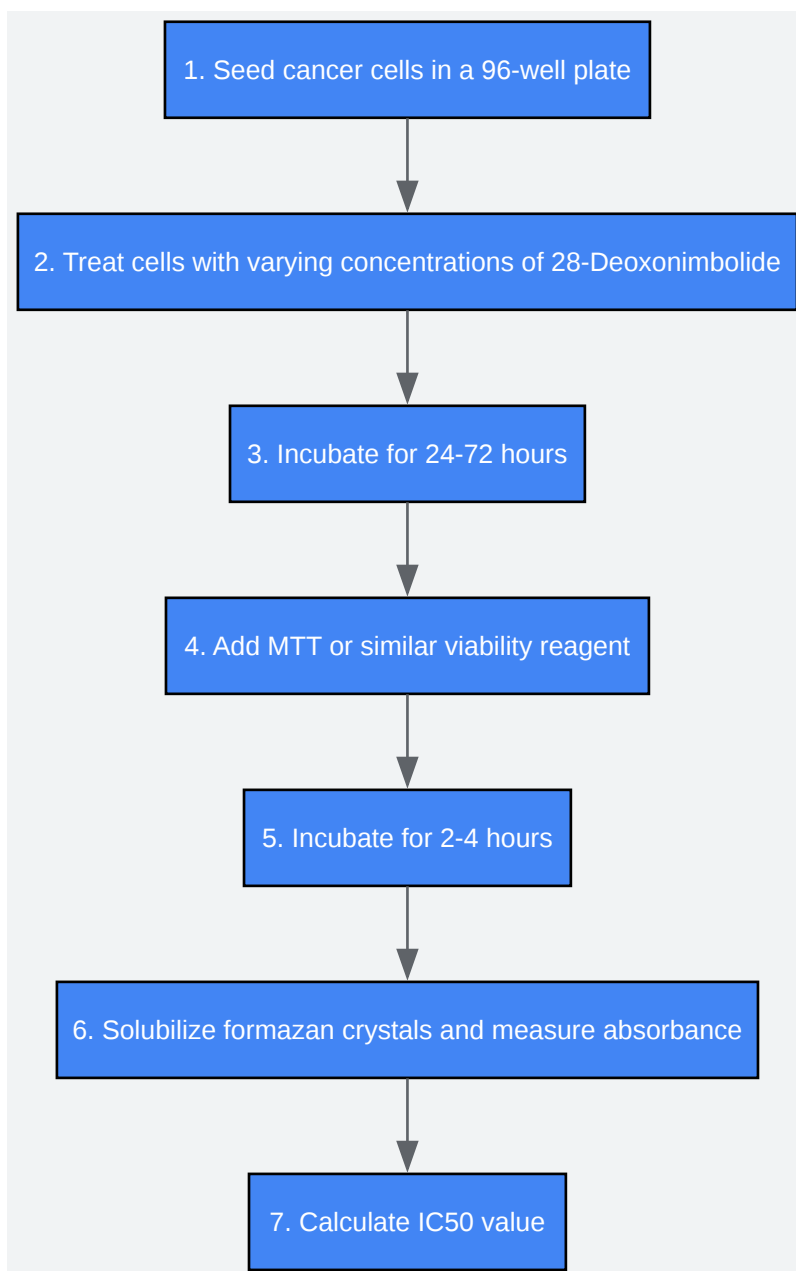 1. Seed cancer cells in a 96-well plate
2. Treat cells with varying concentrations of 28-Deoxonimbolide
3. Incubate for 24-72 hours
4. Add MTT or similar viability reagent
5. Incubate for 2-4 hours
6. Solubilize formazan crystals and measure absorbance
7. Calculate IC50 value